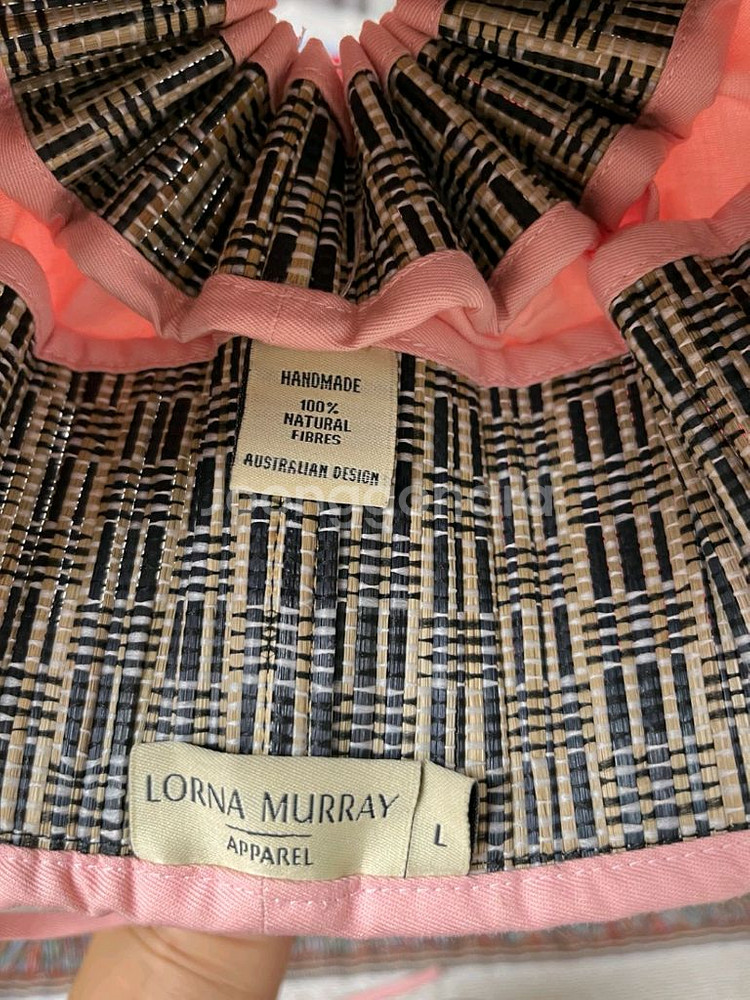 HANDMADE
100%
NATURAL
FIBRES
AUSTRALIAN DESIGN
LORNA MURRAY
APPAREL
L